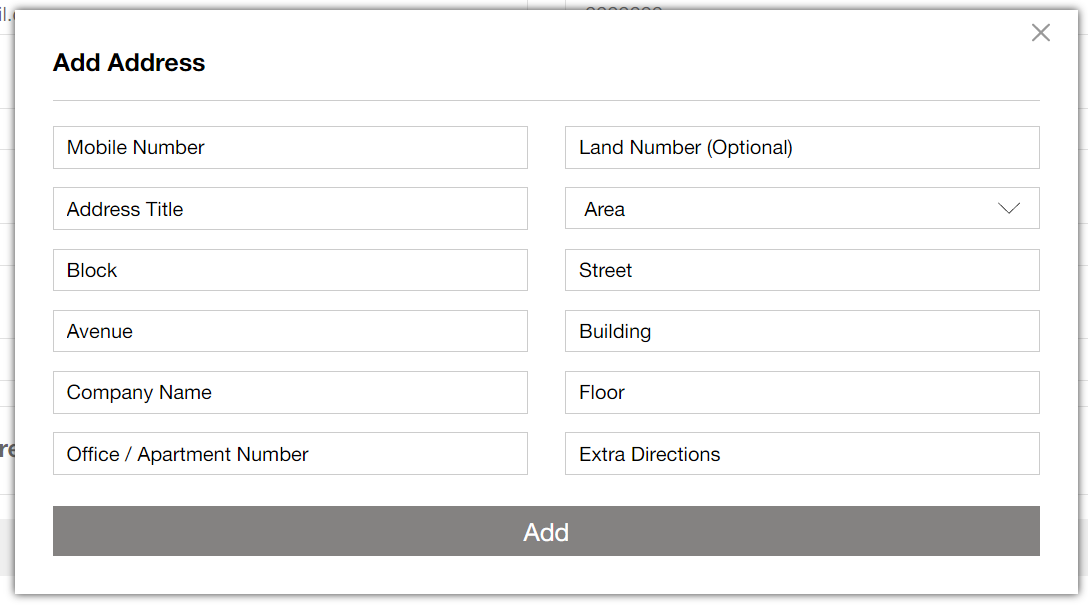 Add Address
Mobile Number
Land Number (Optional)
Address Title
Area
Block
Street
Avenue
Building
Company Name
Floor
Office / Apartment Number
Extra Directions
Add